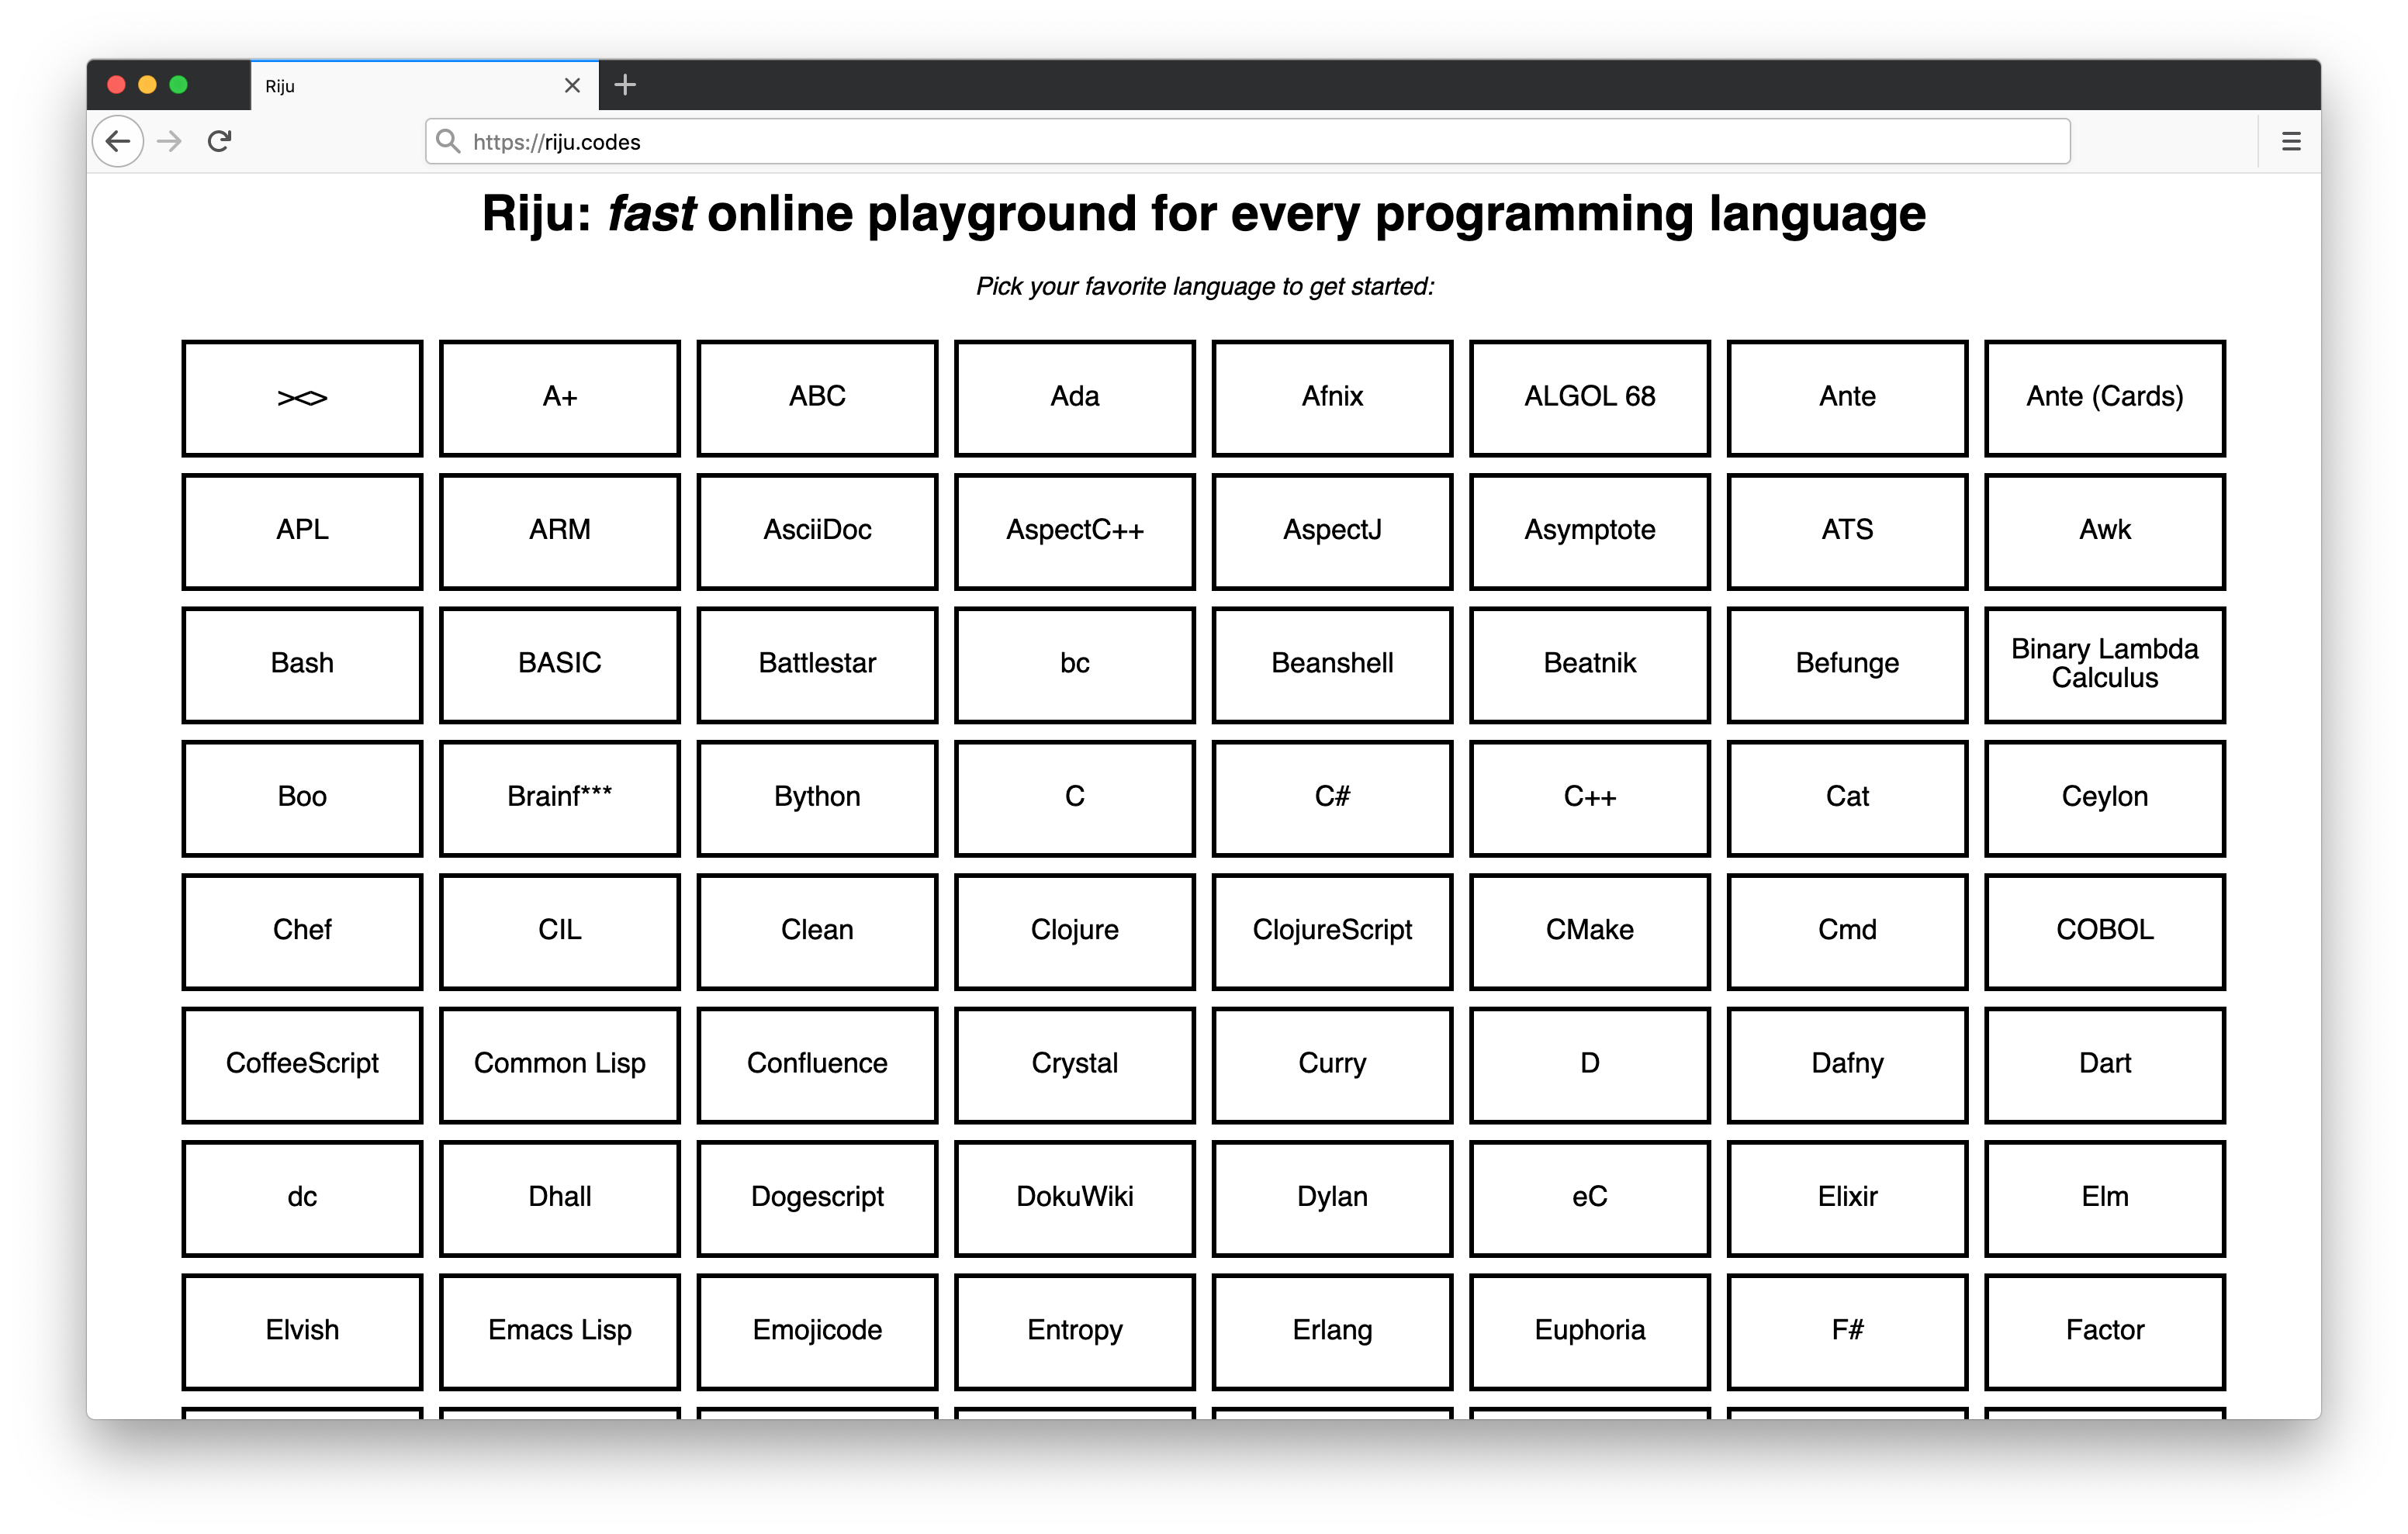 Riju
https://riju.codes
Riju: fast online playground for every programming language
Pick your favorite language to get started:
><>
A+
ABC
Ada
Afnix
ALGOL 68
Ante
Ante (Cards)
APL
ARM
AsciiDoc
AspectC++
AspectJ
Asymptote
ATS
Awk
Bash
BASIC
Battlestar
bc
Beanshell
Beatnik
Befunge
Binary Lambda
Calculus
Boo
Brainf***
Bython
C
C#
C++
Cat
Ceylon
Chef
CIL
Clean
Clojure
ClojureScript
CMake
Cmd
COBOL
CoffeeScript
Common Lisp
Confluence
Crystal
Curry
D
Dafny
Dart
dc
Dhall
Dogescript
DokuWiki
Dylan
eC
Elixir
Elm
Elvish
Emacs Lisp
Emojicode
Entropy
Erlang
Euphoria
F#
Factor